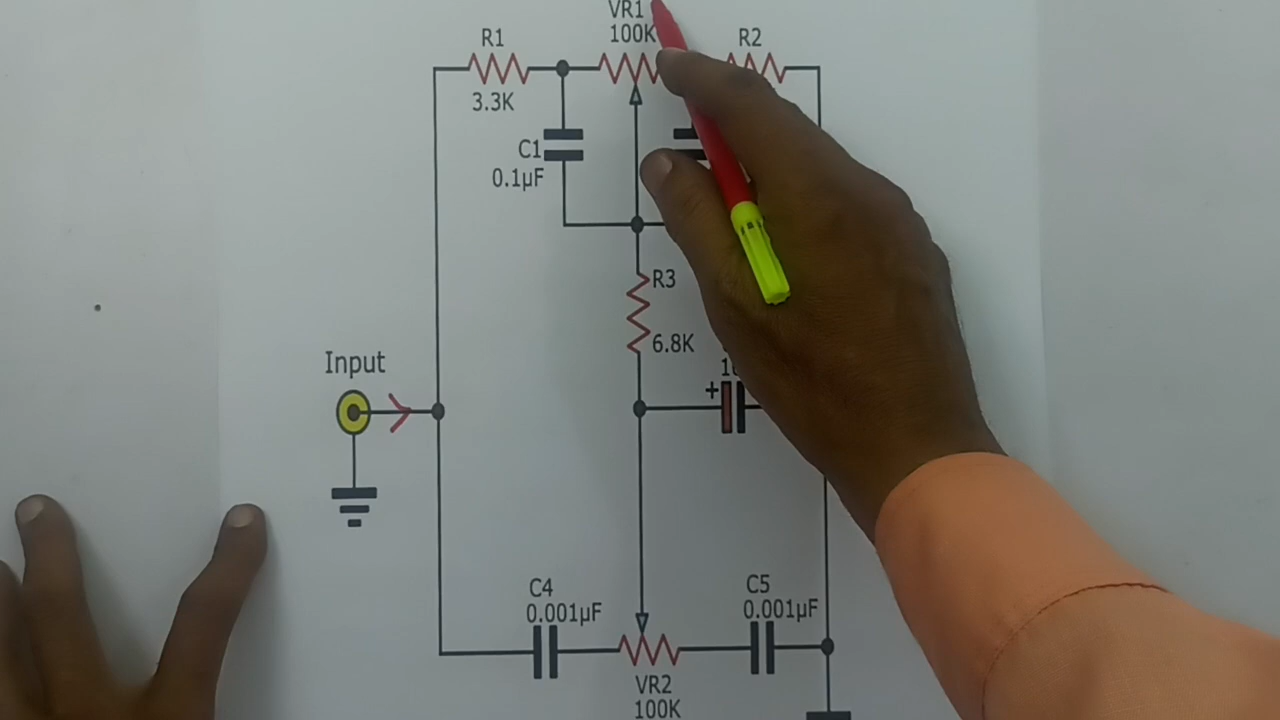 VR1
100K
R1
R2
3.3K
C1
0.1µF
R3
6.8K
Input
+
C4
0.001µF
C5
0.001µF
VR2
100K